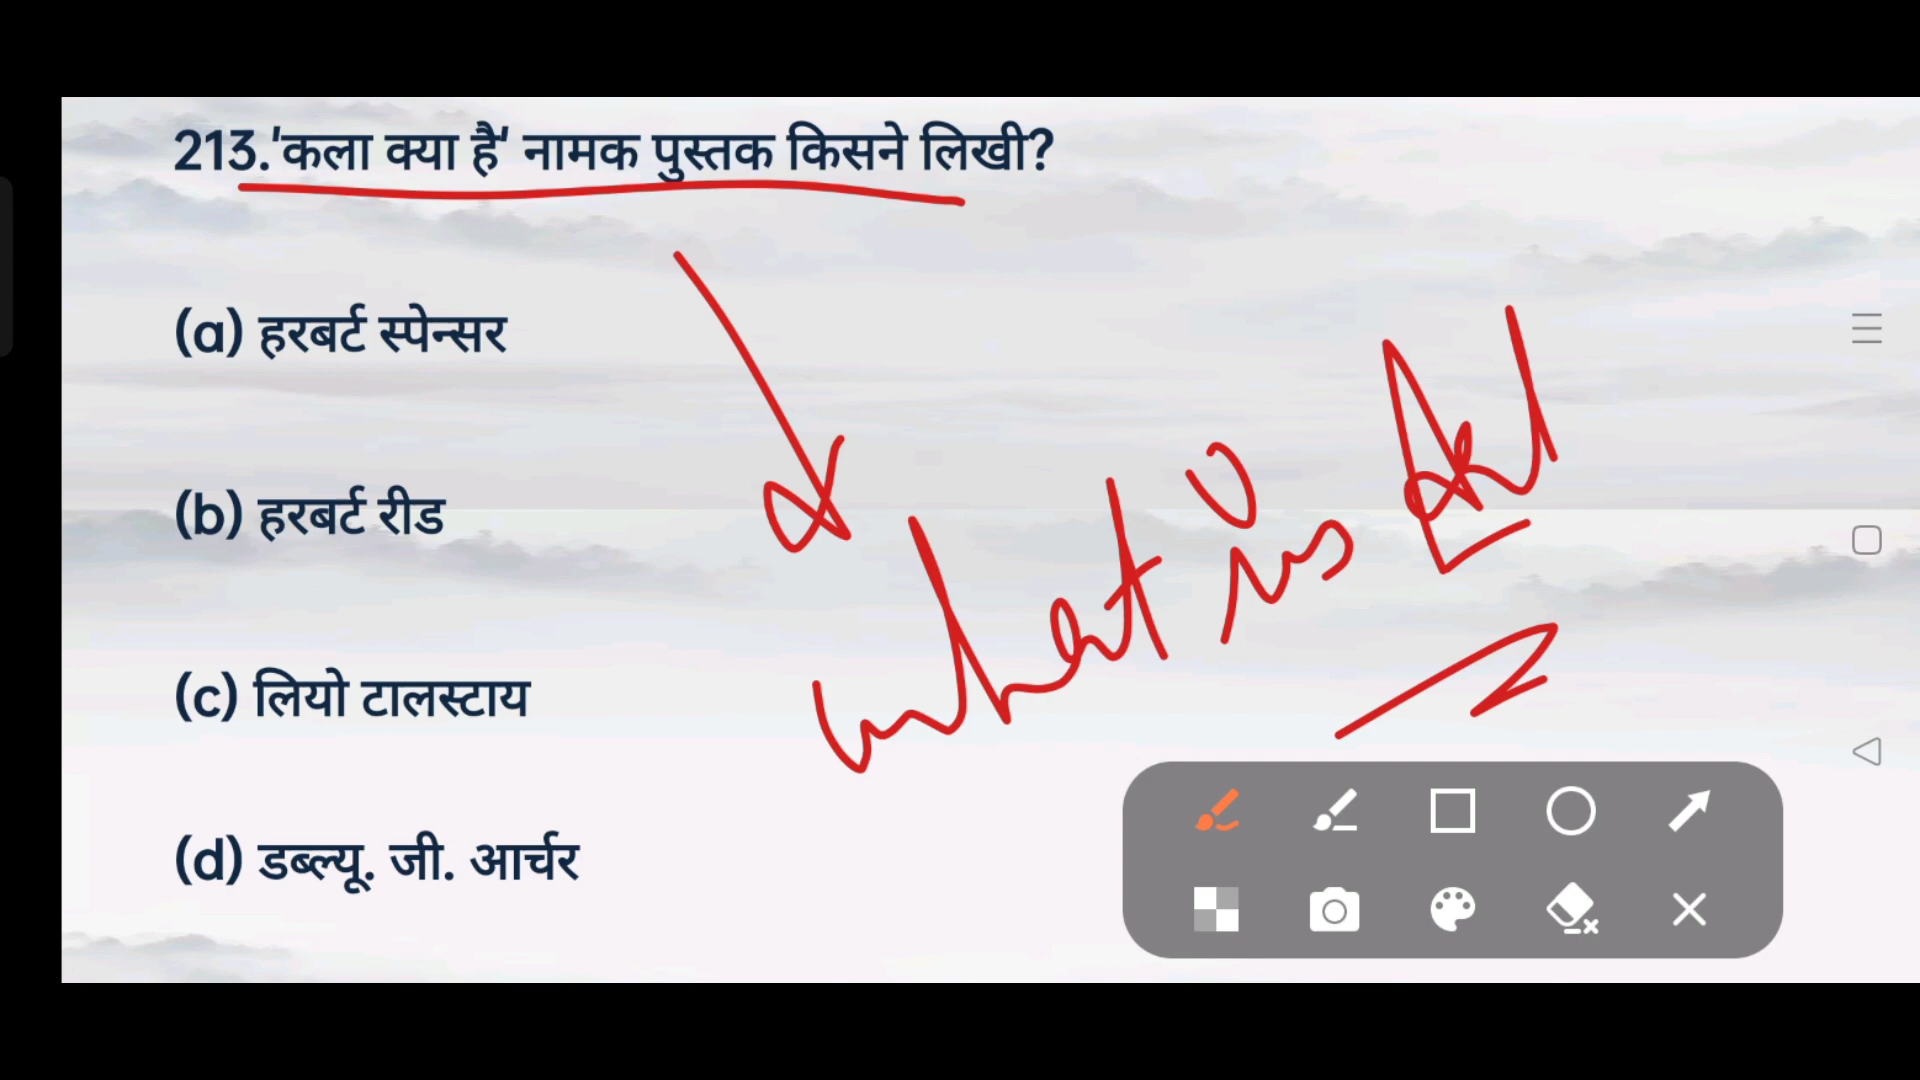 213.'कला क्या है' नामक पुस्तक किसने लिखी?
(a) हरबर्ट स्पेन्सर
(b) हरबर्ट रीड
(c) लियो टालस्टाय
(d) डब्ल्यू. जी. आर्चर
what is Art